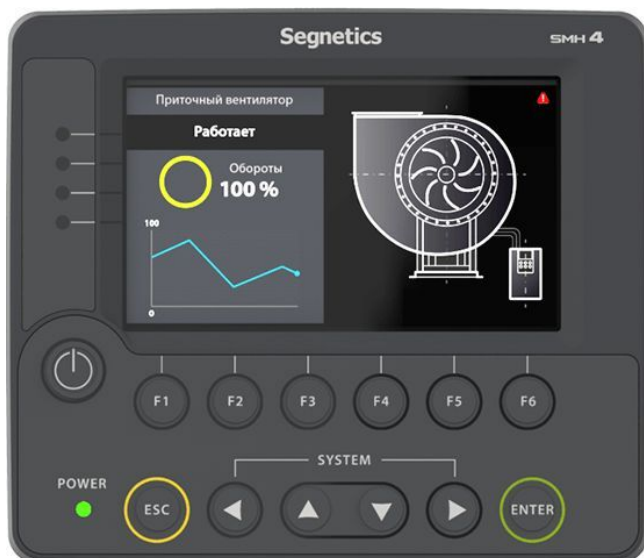 Segnetics
SMH 4
Приточный вентилятор
Работает
Обороты
100 %
100
0
F1
F2
F3
F4
F5
F6
SYSTEM
POWER
ESC
ENTER